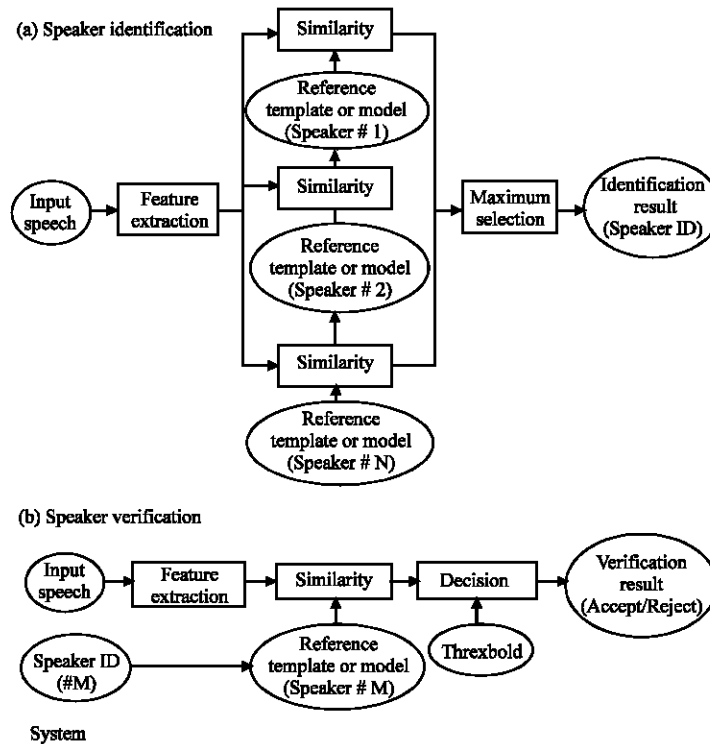 (a) Speaker identification
Similarity
Reference
template or model
(Speaker # 1)
Input
speech
Feature
extraction
Similarity
Maximum
selection
Identification
result
(Speaker ID)
Reference
template or model
(Speaker # 2)
Similarity
Reference
template or model
(Speaker # N)
(b) Speaker verification
Input
speech
Feature
extraction
Similarity
Decision
Verification
result
(Accept/Reject)
Speaker ID
(#M)
Reference
template or model
(Speaker # M)
Threxbold
System